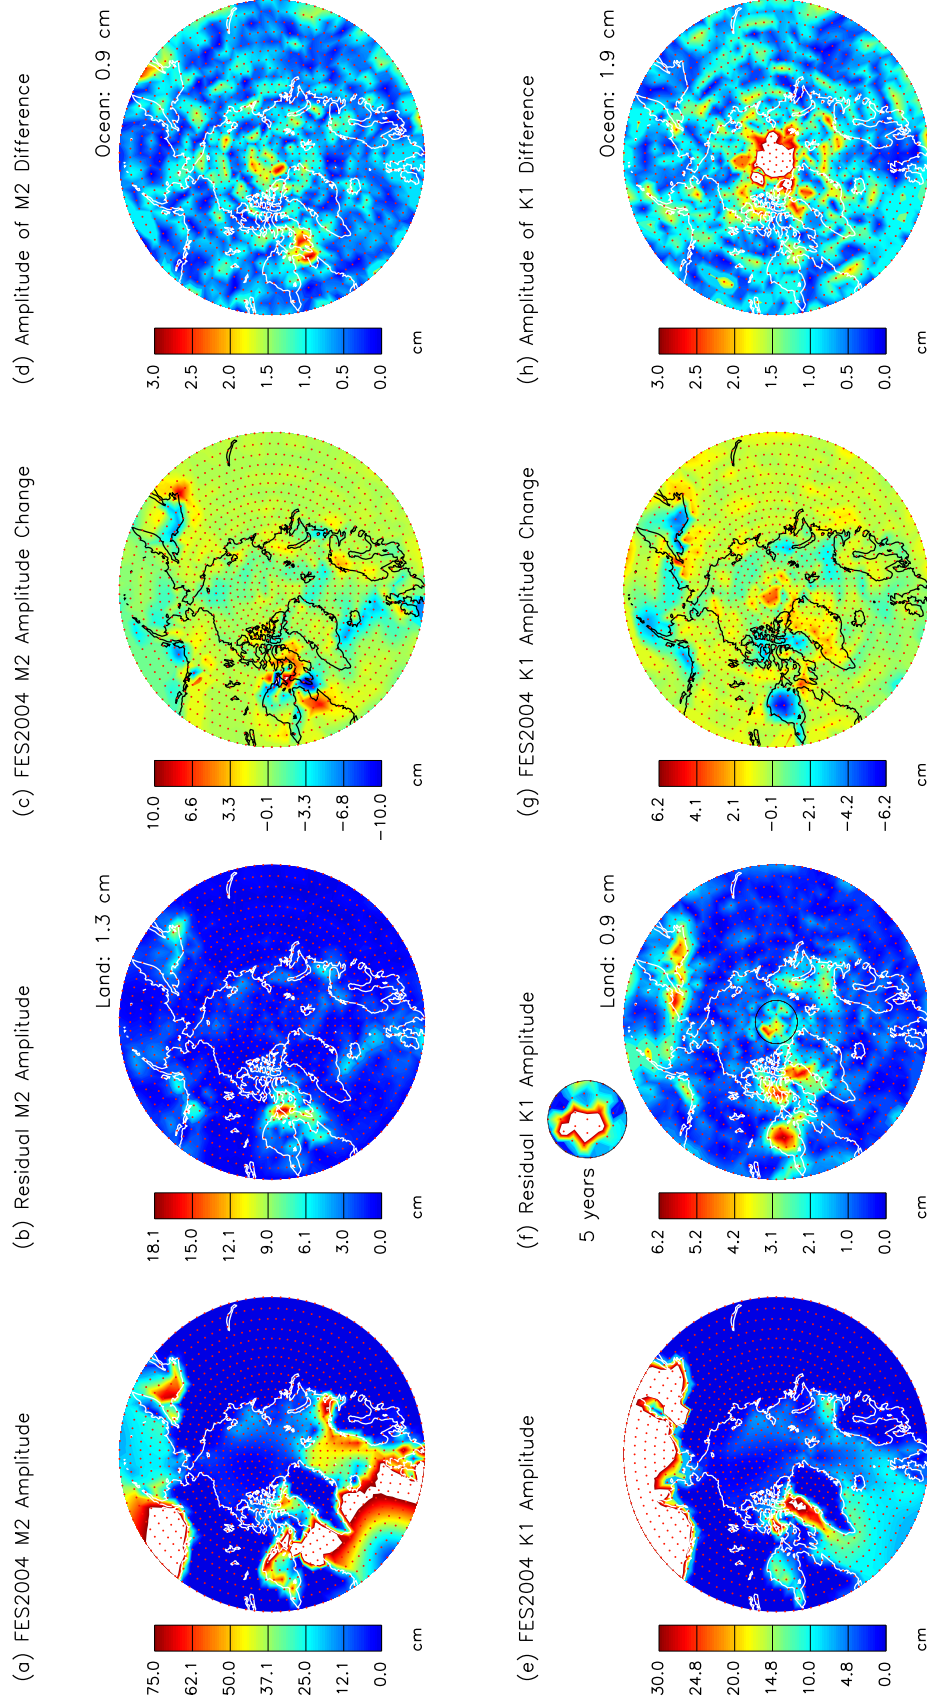 (a) FES2004 M2 Amplitude
75.0
62.1
50.0
37.1
25.0
12.1
0.0
cm
(b) Residual M2 Amplitude
Land: 1.3 cm
18.1
15.0
12.1
9.0
6.1
3.0
0.0
cm
(c) FES2004 M2 Amplitude Change
10.0
6.6
3.3
-0.1
-3.3
-6.8
-10.0
cm
(d) Amplitude of M2 Difference
Ocean: 0.9 cm
3.0
2.5
2.0
1.5
1.0
0.5
0.0
cm
(e) FES2004 K1 Amplitude
30.0
24.8
20.0
14.8
10.0
4.8
0.0
cm
(f) Residual K1 Amplitude
5 years
Land: 0.9 cm
6.2
5.2
4.2
3.1
2.1
1.0
0.0
cm
(g) FES2004 K1 Amplitude Change
6.2
4.1
2.1
-0.1
-2.1
-4.2
-6.2
cm
(h) Amplitude of K1 Difference
Ocean: 1.9 cm
3.0
2.5
2.0
1.5
1.0
0.5
0.0
cm